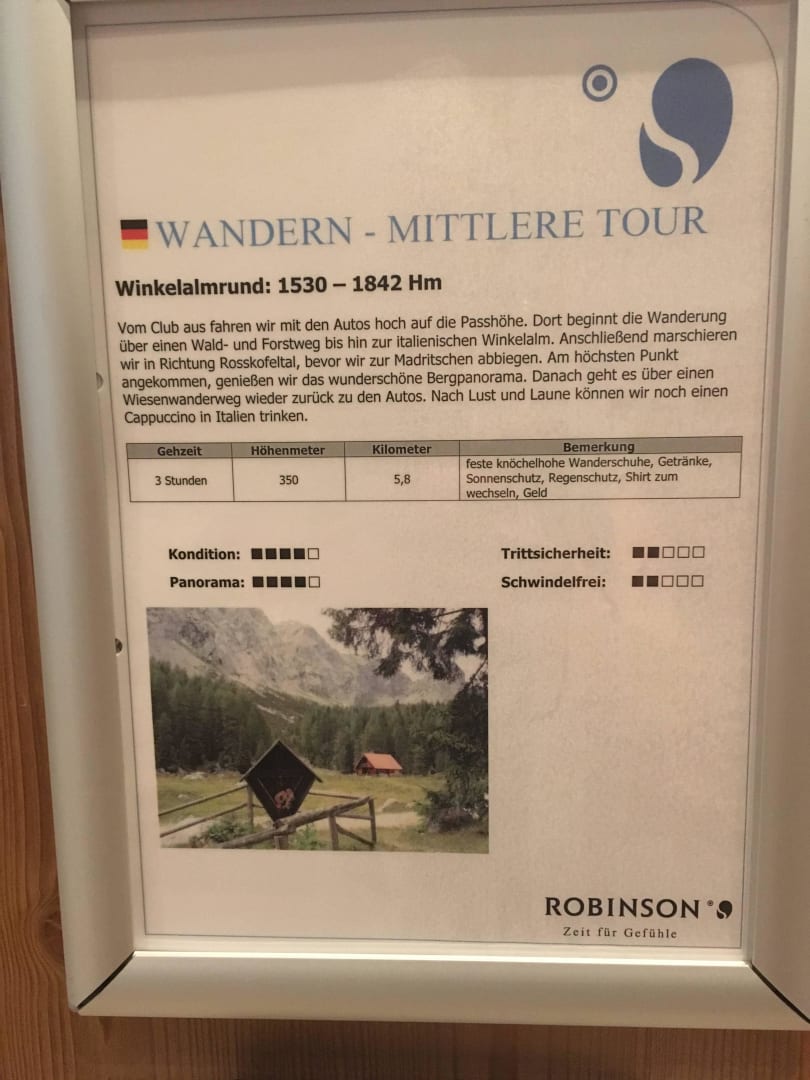 WANDERN - MITTLERE TOUR
Winkelalmrund: 1530 – 1842 Hm
Vom Club aus fahren wir mit den Autos hoch auf die Passhöhe. Dort beginnt die Wanderung
über einen Wald- und Forstweg bis hin zur italienischen Winkelalm. Anschließend marschieren
wir in Richtung Rosskofeltal, bevor wir zur Madritschen abbiegen. Am höchsten Punkt
angekommen, genießen wir das wunderschöne Bergpanorama. Danach geht es über einen
Wiesenwanderweg wieder zurück zu den Autos. Nach Lust und Laune können wir noch einen
Cappuccino in Italien trinken.
Gehzeit Höhenmeter Kilometer Bemerkung
3 Stunden 350 5,8 feste knöchelhohe Wanderschuhe, Getränke,
Sonnenschutz, Regenschutz, Shirt zum
wechseln, Geld
Kondition: ■■■■□ Trittsicherheit: ■■□□□
Panorama: ■■■■□ Schwindelfrei: ■■□□□
ROBINSON ®
Zeit für Gefühle